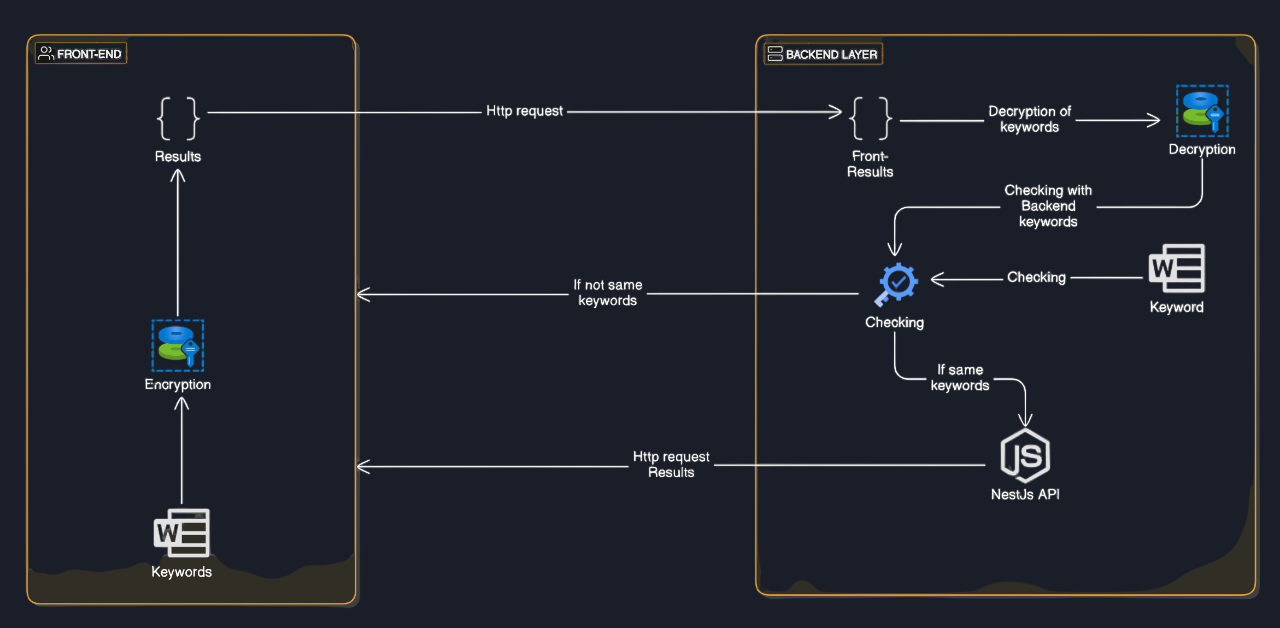 FRONT-END
BACKEND LAYER
Results
Http request
Front-
Results
Decryption of
keywords
Decryption
Checking with
Backend
keywords
If not same
keywords
Checking
Checking
W
Keyword
Encryption
If same
keywords
Http request
Results
JS
NestJs API
W
Keywords